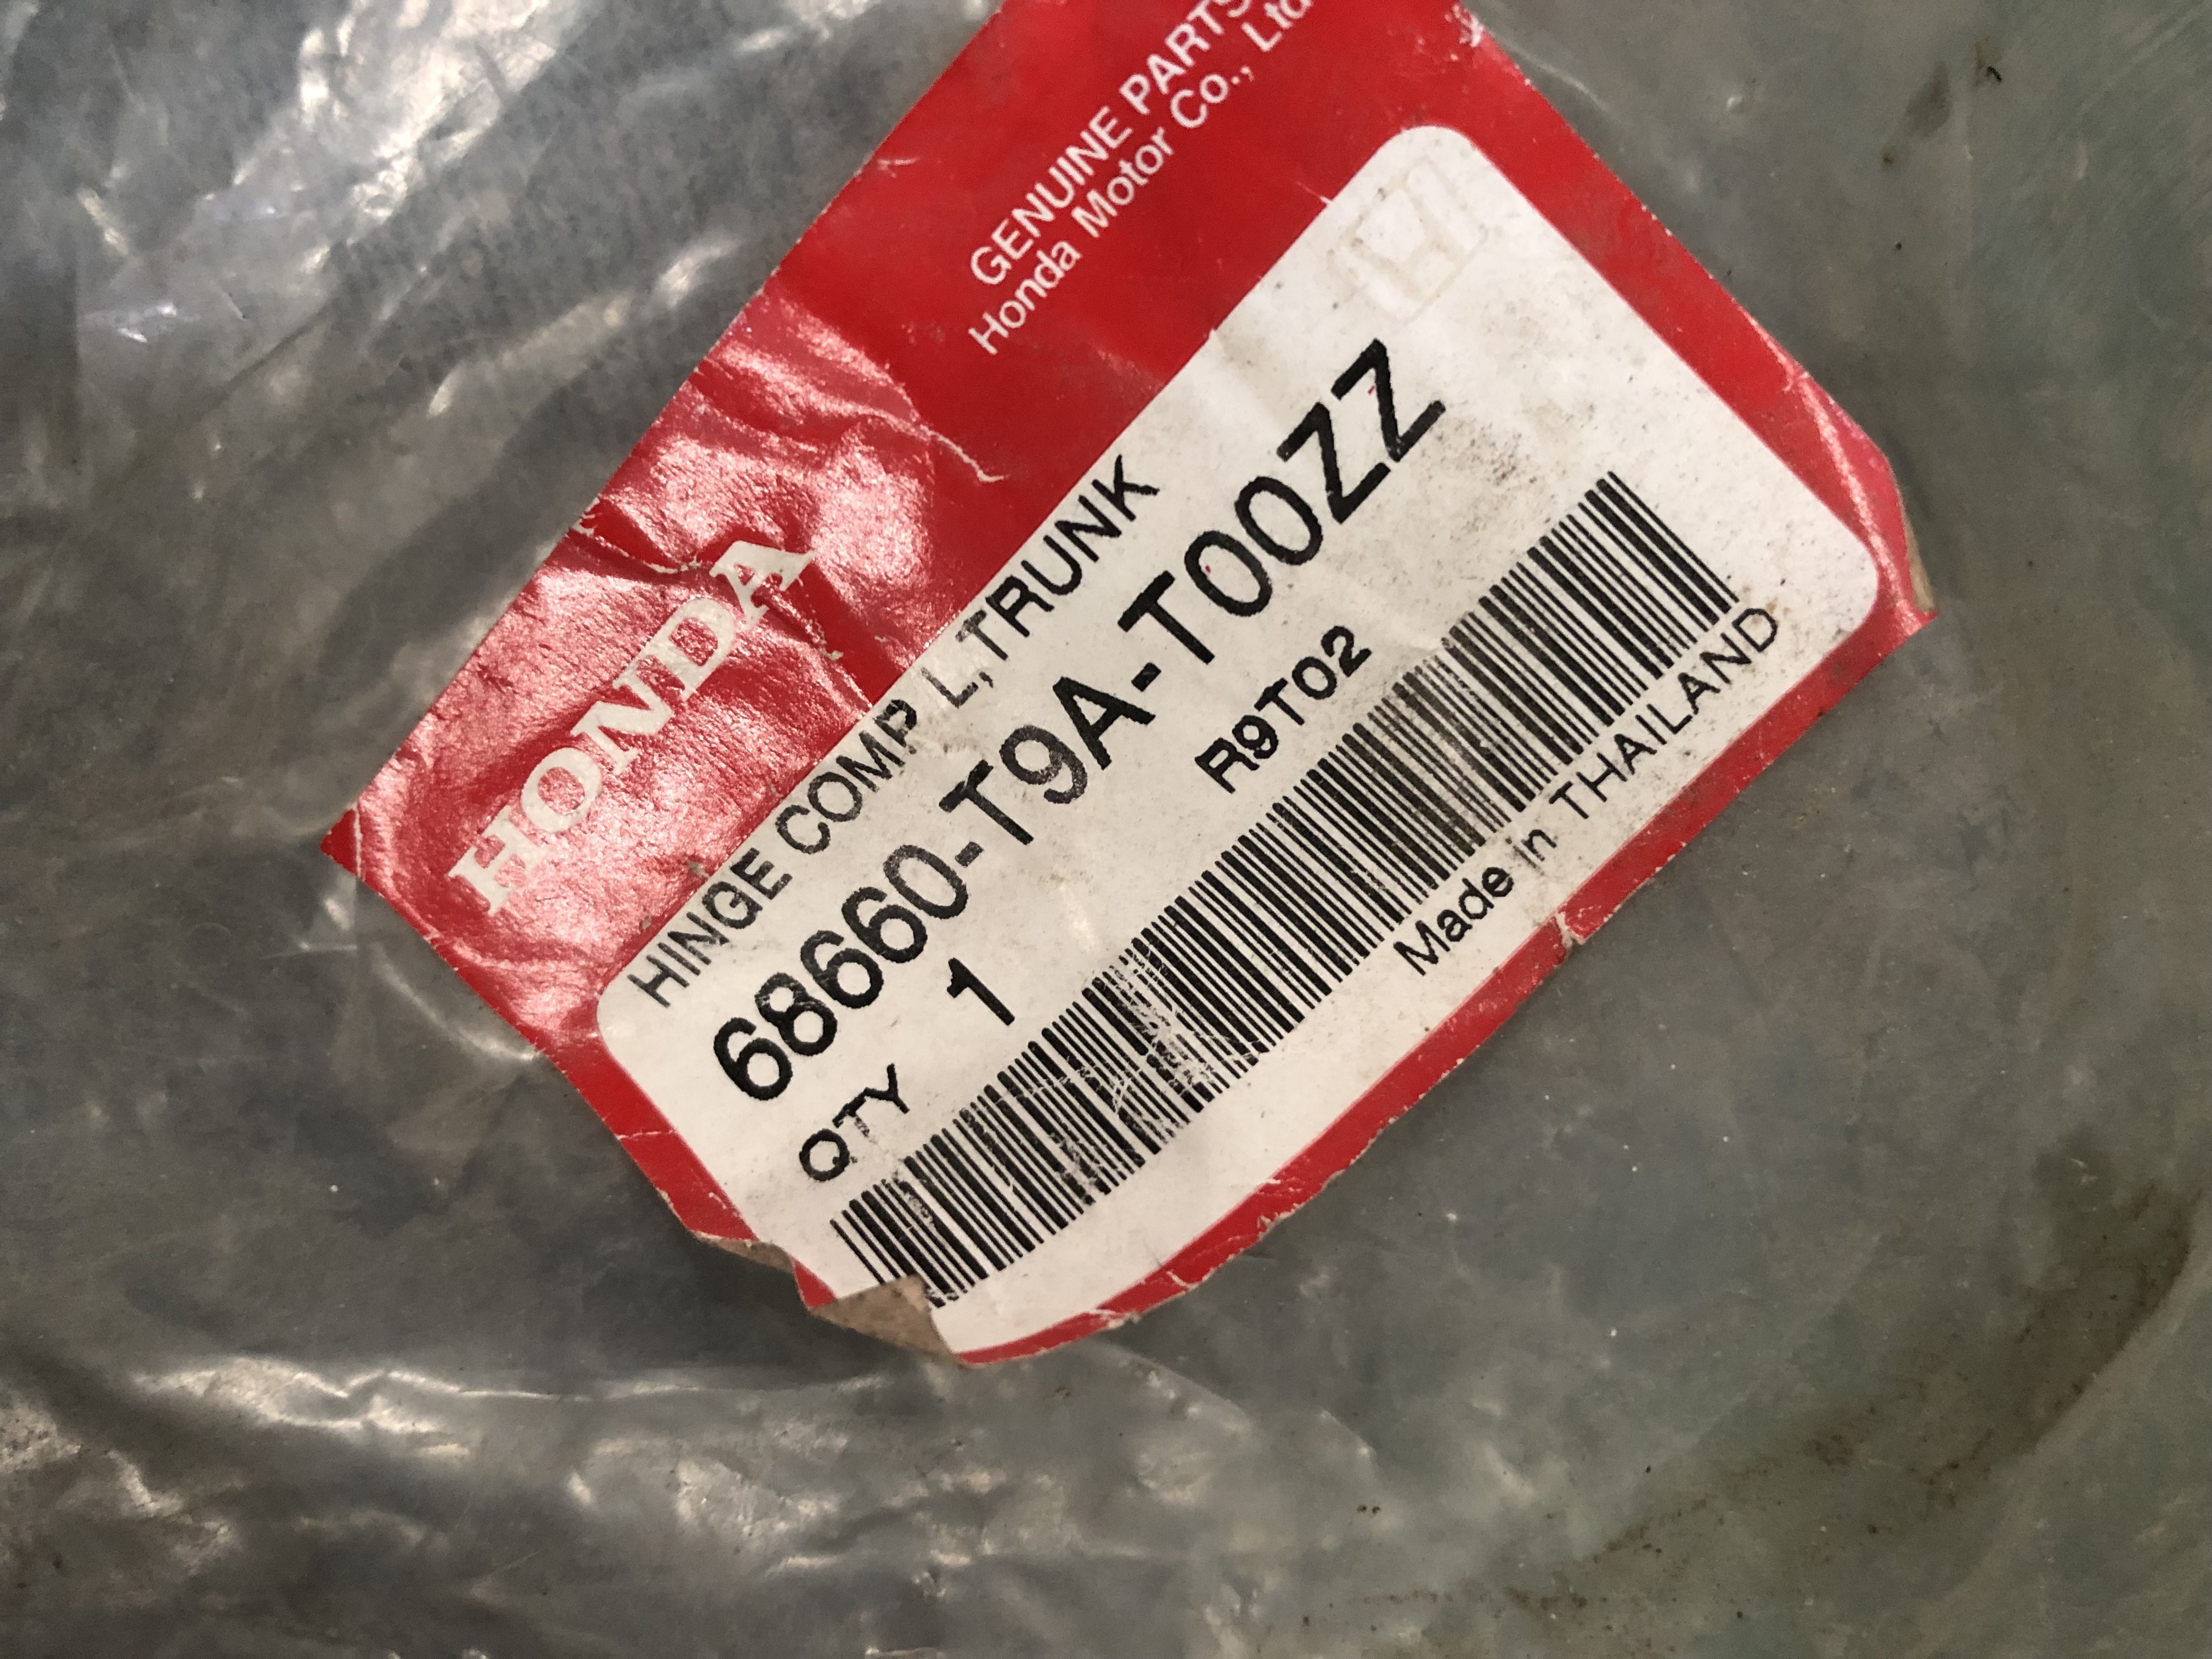 HONDA
GENUINE PARTS
Honda Motor Co., Ltd
HINGE COMP L,TRUNK
68660-T9A-T00ZZ
QTY 1 R9T02
Made in THAILAND